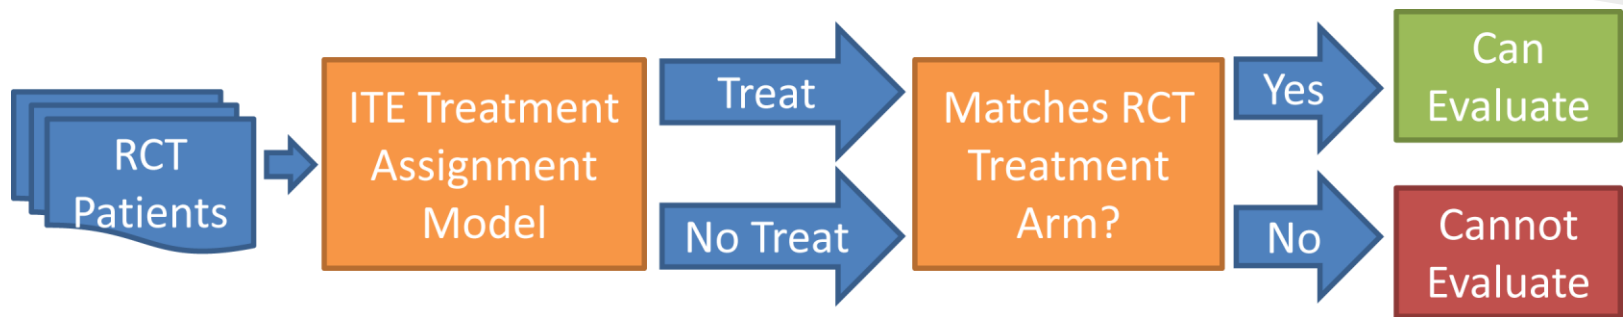 RCT
Patients
ITE Treatment
Assignment
Model
Treat
No Treat
Matches RCT
Treatment
Arm?
Yes
No
Can
Evaluate
Cannot
Evaluate